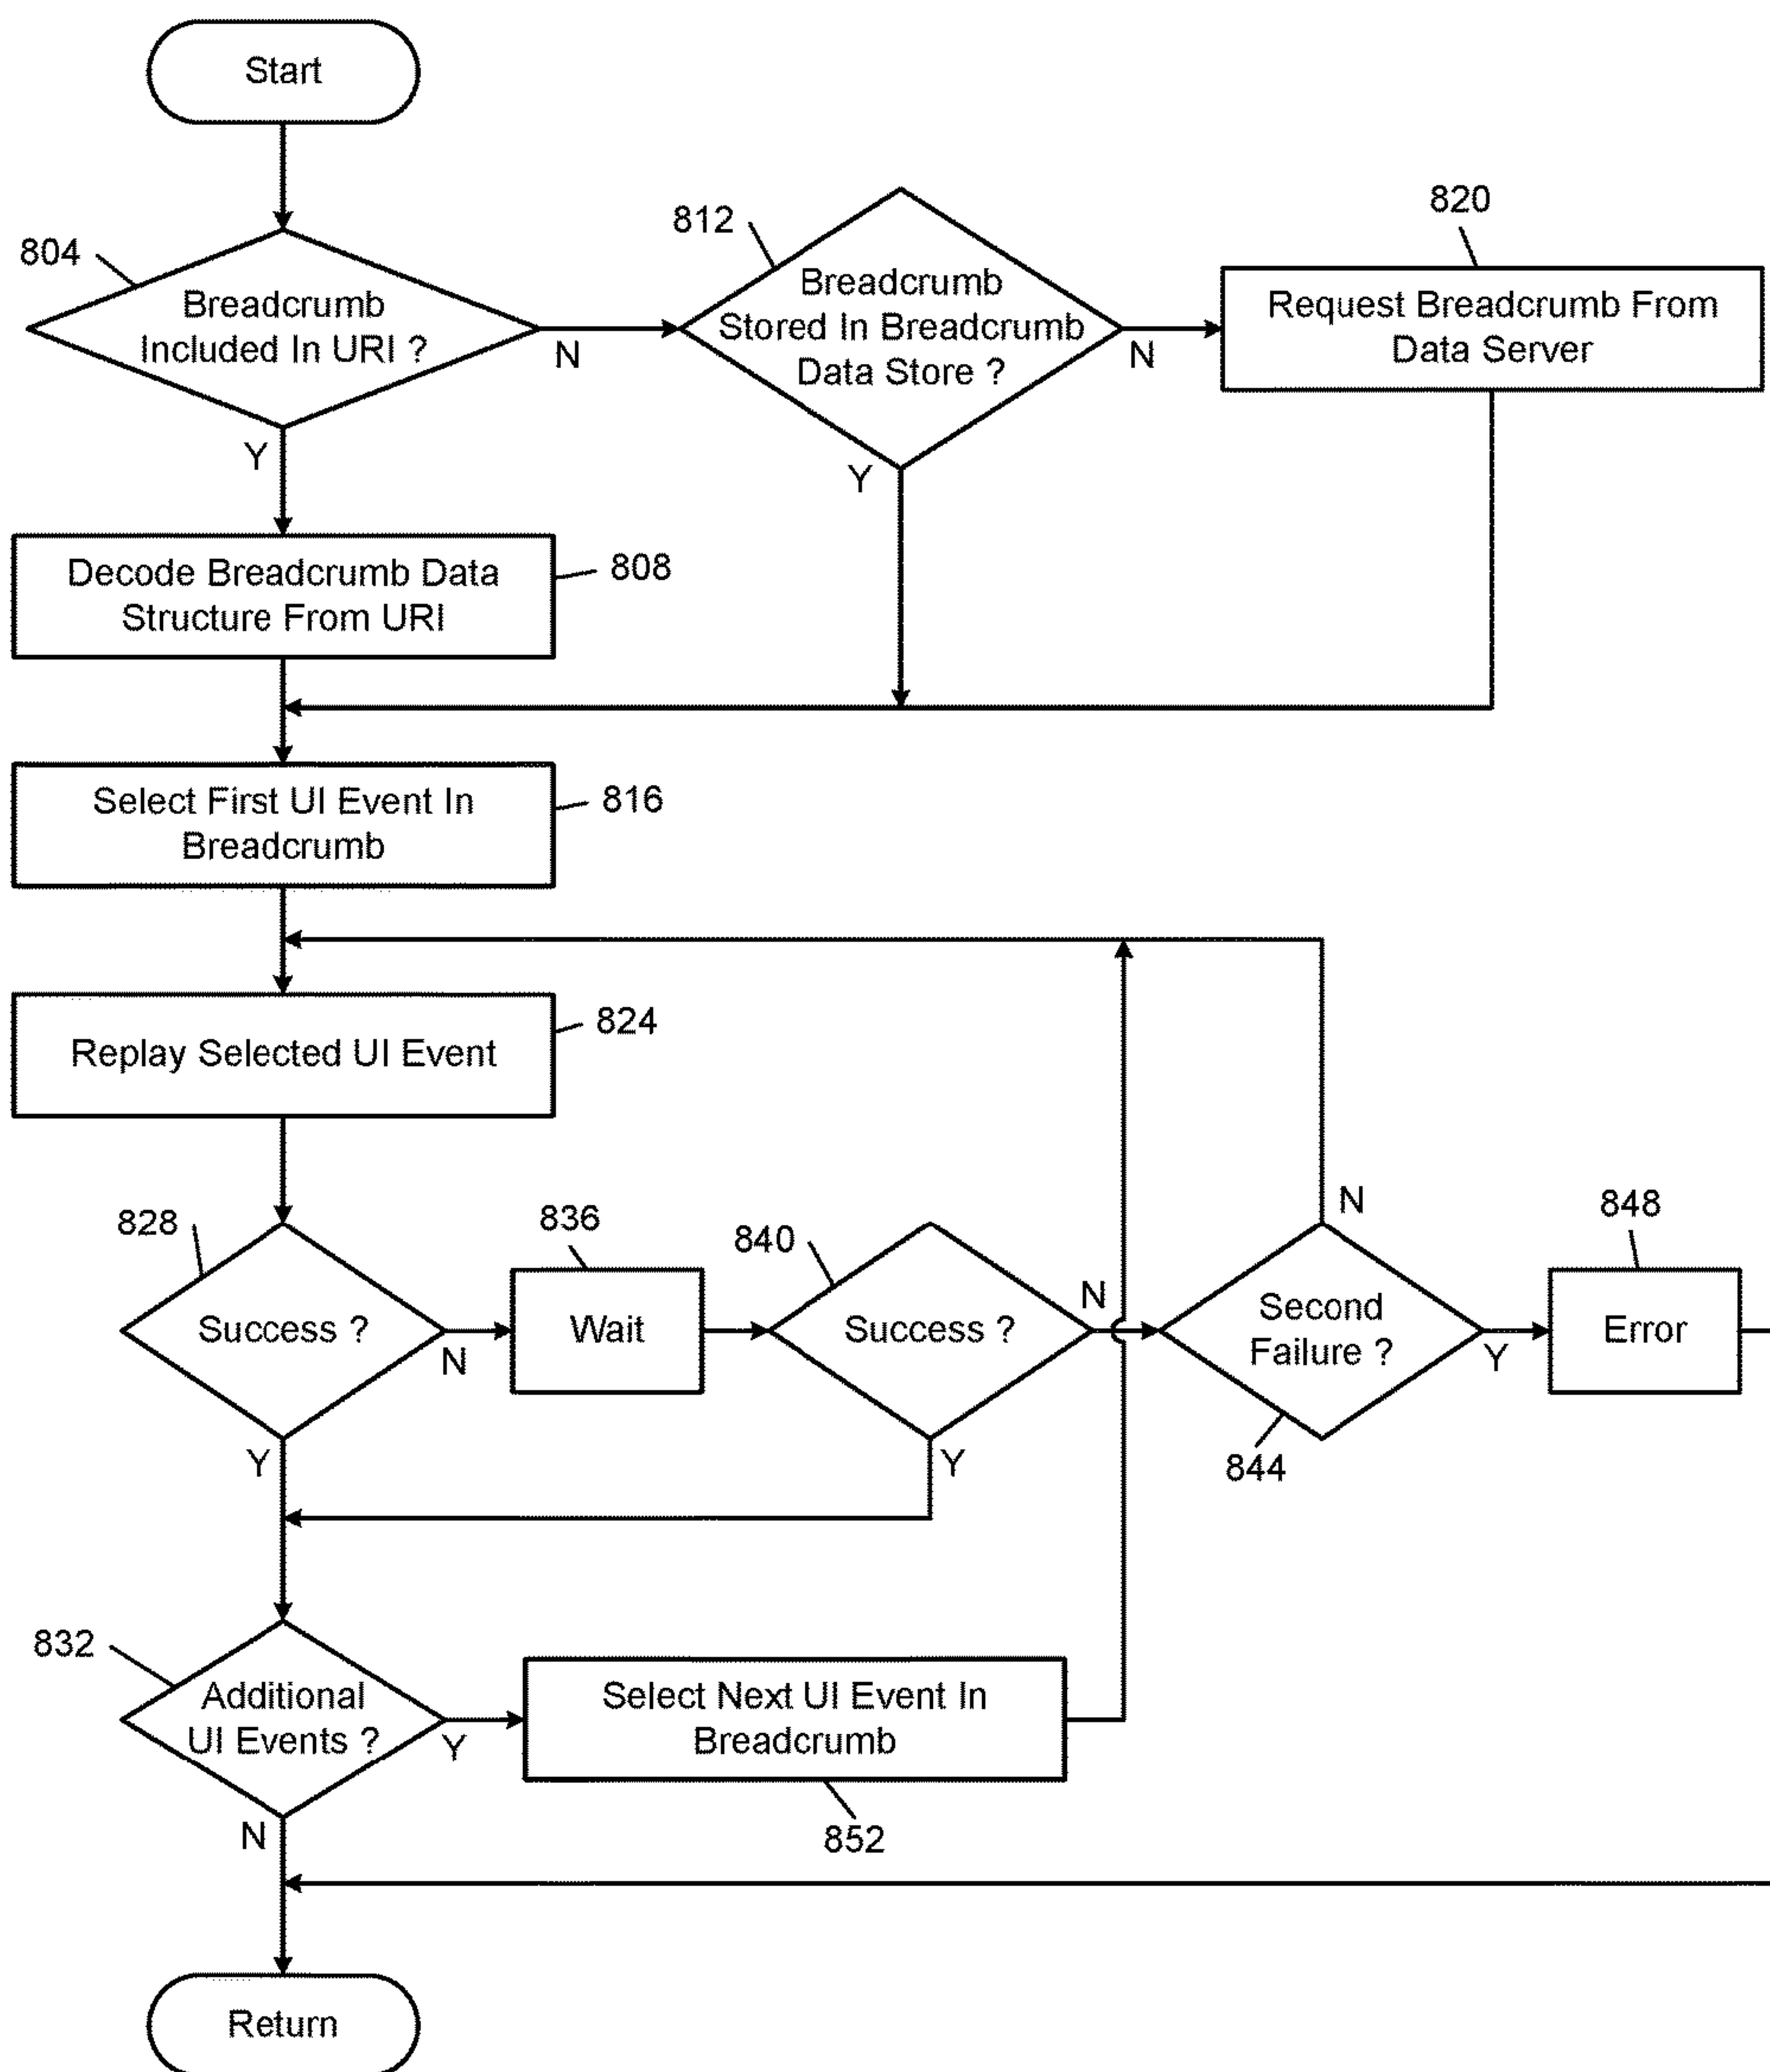 Start
804
Breadcrumb
Included In URI ?
N
Y
812
Breadcrumb
Stored In Breadcrumb
Data Store ?
N
Y
820
Request Breadcrumb From
Data Server
Decode Breadcrumb Data
Structure From URI
808
Select First UI Event In
Breadcrumb
816
Replay Selected UI Event
824
828
Success ?
N
Y
836
Wait
840
Success ?
N
Y
N
Second
Failure ?
Y
844
848
Error
832
Additional
UI Events ?
Y
N
Select Next UI Event In
Breadcrumb
852
Return